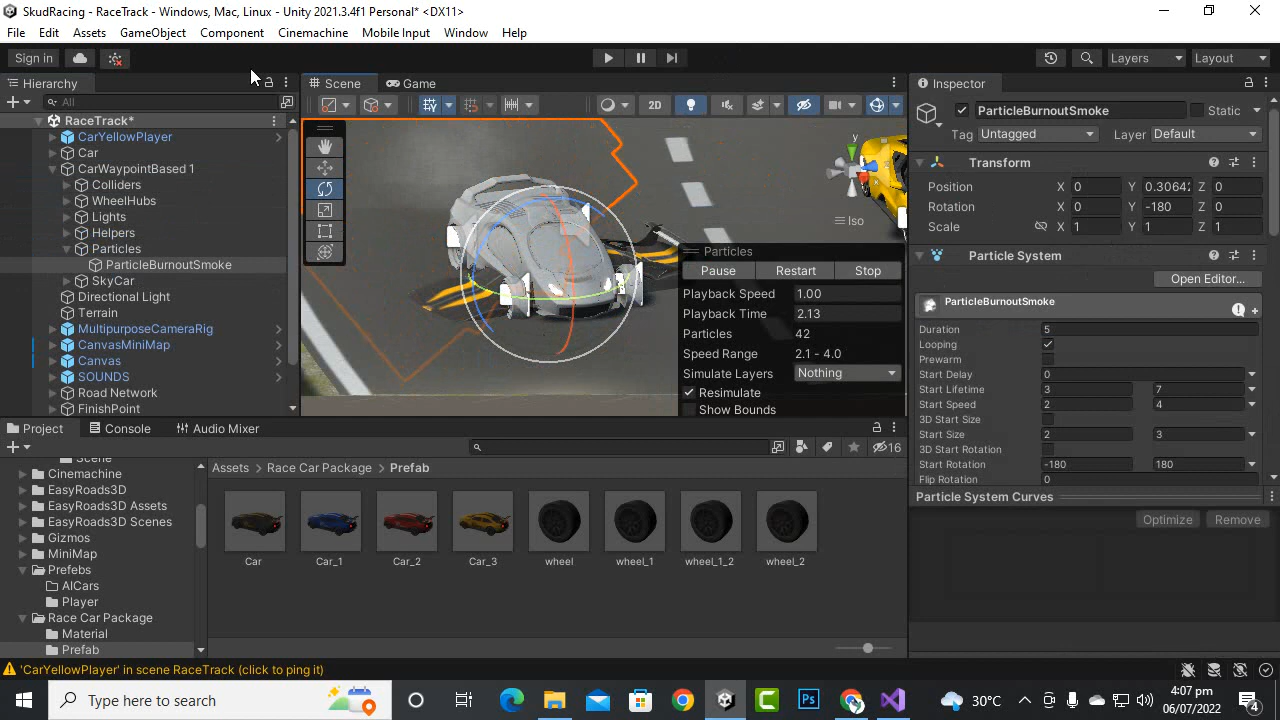 SkudRacing - RaceTrack - Windows, Mac, Linux - Unity 2021.3.4f1 Personal* <DX11>
File Edit Assets GameObject Component Cinemachine Mobile Input Window Help
Sign in Layers Layout
Hierarchy
All
RaceTrack*
CarYellowPlayer
Car
CarWaypointBased 1
Colliders
WheelHubs
Lights
Helpers
Particles
ParticleBurnoutSmoke
SkyCar
Directional Light
Terrain
MultipurposeCameraRig
CanvasMiniMap
Canvas
SOUNDS
Road Network
FinishPoint
Scene Game
2D
y
Iso
Particles
Pause Restart Stop
Playback Speed 1.00
Playback Time 2.13
Particles 42
Speed Range 2.1 - 4.0
Simulate Layers Nothing
Resimulate
Show Bounds
Inspector
ParticleBurnoutSmoke Static
Tag Untagged Layer Default
Transform
Position X 0 Y 0.3064 Z 0
Rotation X 0 Y -180 Z 0
Scale X 1 Y 1 Z 1
Particle System
Open Editor...
ParticleBurnoutSmoke
Duration 5
Looping
Prewarm
Start Delay 0
Start Lifetime 3 7
Start Speed 2 4
3D Start Size
Start Size 2 3
3D Start Rotation
Start Rotation -180 180
Flip Rotation 0
Particle System Curves
Optimize Remove
Project Console Audio Mixer
16
Scene
Cinemachine
EasyRoads3D
EasyRoads3D Assets
EasyRoads3D Scenes
Gizmos
MiniMap
Prefebs
AICars
Player
Race Car Package
Material
Prefab
Assets > Race Car Package > Prefab
Car Car_1 Car_2 Car_3 wheel wheel_1 wheel_1_2 wheel_2
'CarYellowPlayer' in scene RaceTrack (click to ping it)
Type here to search
Ps
30°C
4:07 pm
06/07/2022
4